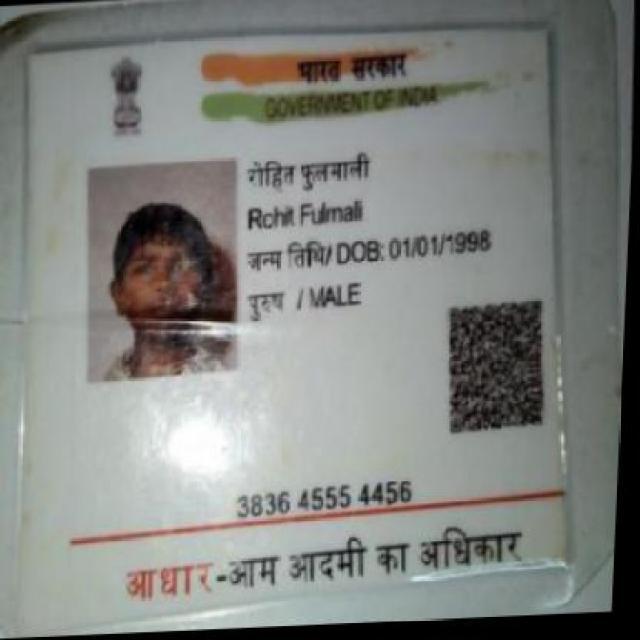 भारत सरकार
GOVERNMENT OF INDIA
रोहित फुलमाली
Rohit Fulmali
जन्म तिथि/ DOB: 01/01/1998
पुरुष / MALE
3836 4555 4456
आधार-आम आदमी का अधिकार